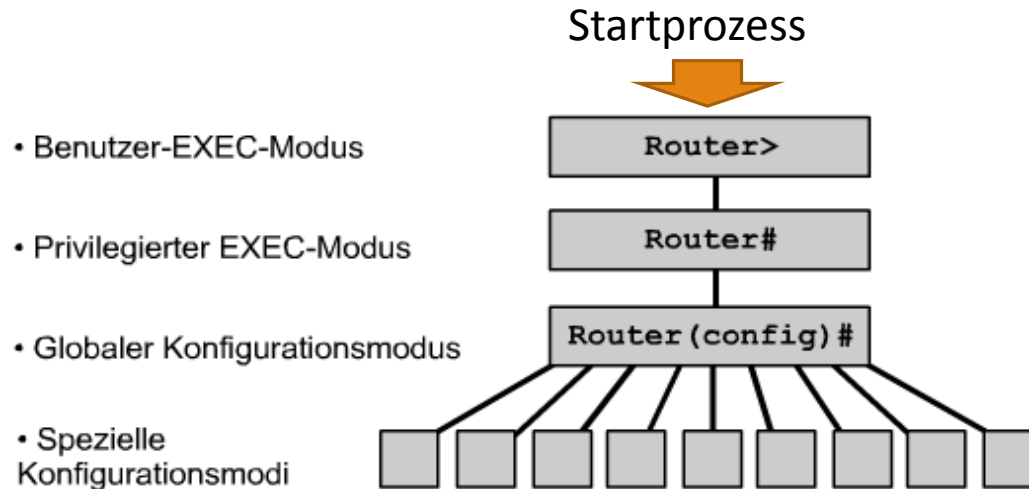 Startprozess
• Benutzer-EXEC-Modus
Router>
• Privilegierter EXEC-Modus
Router#
• Globaler Konfigurationsmodus
Router(config)#
• Spezielle
Konfigurationsmodi